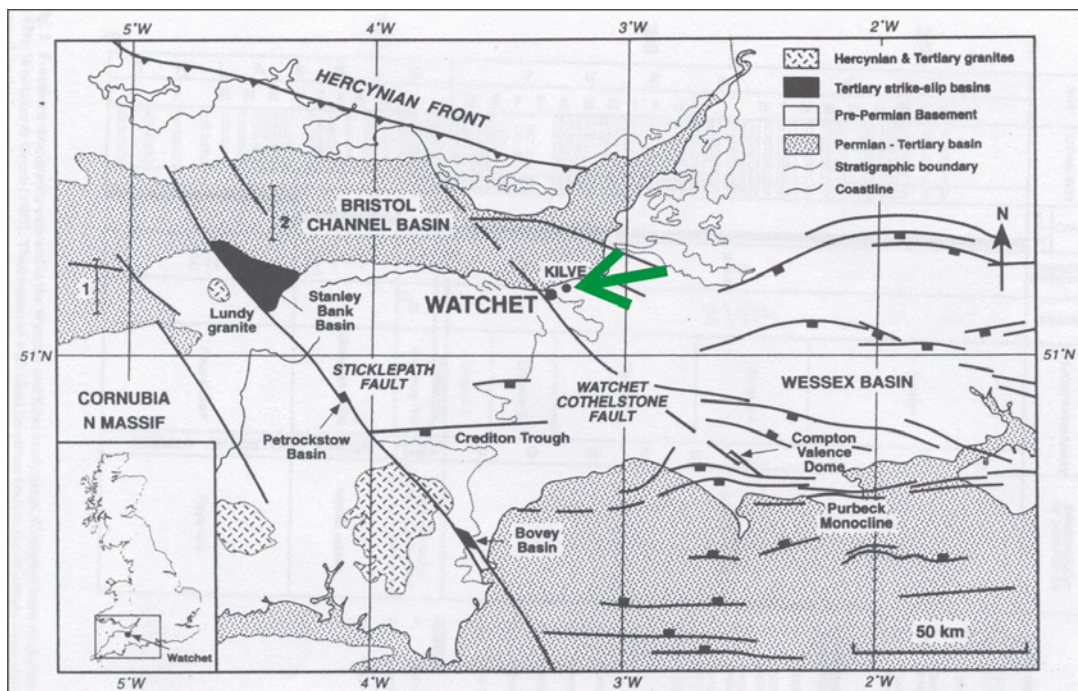 5°W
4°W
3°W
2°W
HERCYNIAN FRONT
Hercynian & Tertiary granites
Tertiary strike-slip basins
Pre-Permian Basement
Permian - Tertiary basin
Stratigraphic boundary
Coastline
N
BRISTOL
CHANNEL BASIN
2
1
KILVE
WATCHET
Lundy
granite
Stanley
Bank
Basin
51°N
51°N
STICKLEPATH
FAULT
WATCHET
COTHELSTONE
FAULT
WESSEX BASIN
CORNUBIA
N MASSIF
Petrockstow
Basin
Crediton Trough
Compton
Valence
Dome
Purbeck
Monocline
Bovey
Basin
50 km
Watchet
5°W
4°W
3°W
2°W